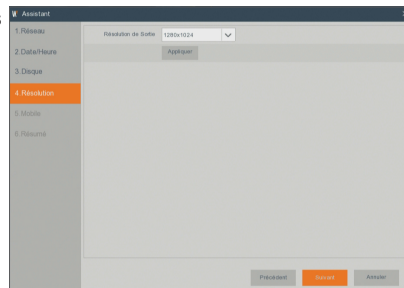 Assistant
1.Réseau
Résolution de Sortie
1280x1024
2.Date/Heure
Appliquer
3.Disque
4.Résolution
5.Mobile
6.Résumé
Précédent
Suivant
Annuler